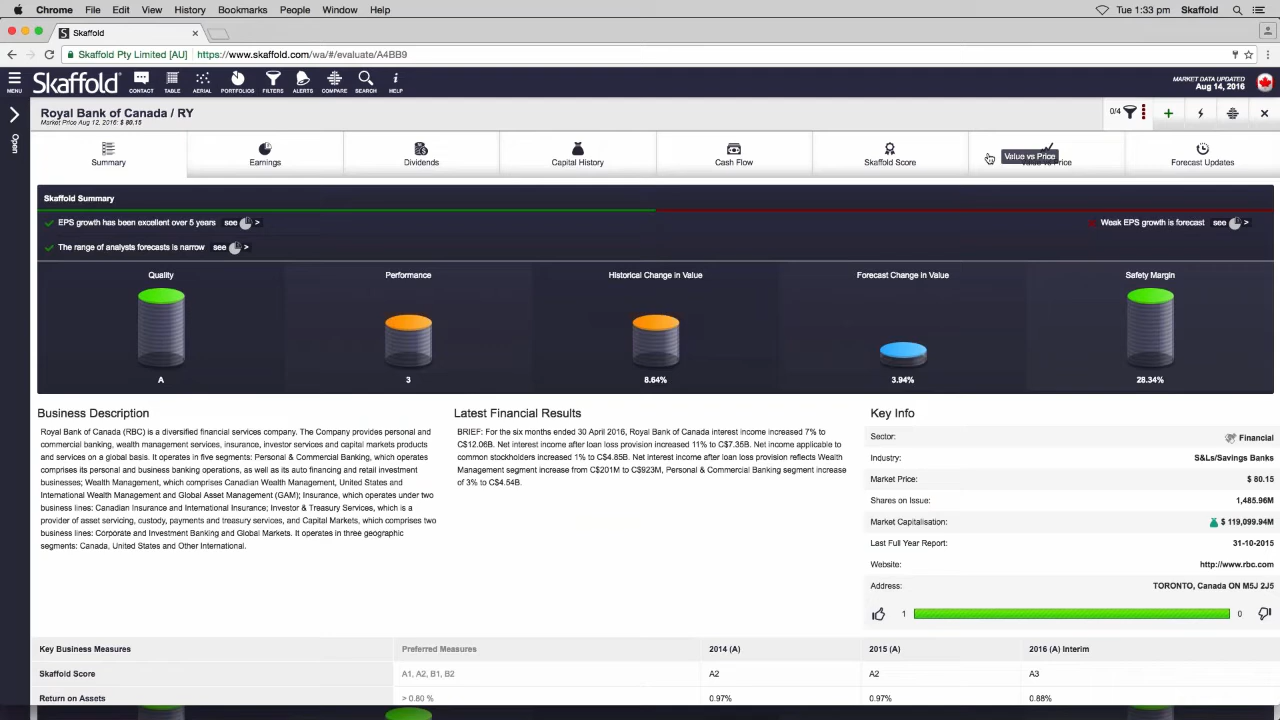 Chrome File Edit View History Bookmarks People Window Help Tue 1:33 pm Skaffold
Skaffold
Skaffold Pty Limited [AU] https://www.skaffold.com/wa/#/evaluate/A4BB9
MENU Skaffold CONTACT TABLE AERIAL PORTFOLIOS FILTERS ALERTS COMPARE SEARCH HELP
MARKET DATA UPDATED
Aug 14, 2016
Open
Royal Bank of Canada / RY
Market Price Aug 12, 2016: $ 80.15
0/4
Summary Earnings Dividends Capital History Cash Flow Skaffold Score Value vs Price Forecast Updates
Value vs Price
Skaffold Summary
EPS growth has been excellent over 5 years see >
Weak EPS growth is forecast see >
The range of analysts forecasts is narrow see >
Quality Performance Historical Change in Value Forecast Change in Value Safety Margin
A 3 8.64% 3.94% 28.34%
Business Description
Royal Bank of Canada (RBC) is a diversified financial services company. The Company provides personal and
commercial banking, wealth management services, insurance, investor services and capital markets products
and services on a global basis. It operates in five segments: Personal & Commercial Banking, which operates
comprises its personal and business banking operations, as well as its auto financing and retail investment
businesses; Wealth Management, which comprises Canadian Wealth Management, United States and
International Wealth Management and Global Asset Management (GAM); Insurance, which operates under two
business lines: Canadian Insurance and International Insurance; Investor & Treasury Services, which is a
provider of asset servicing, custody, payments and treasury services, and Capital Markets, which comprises two
business lines: Corporate and Investment Banking and Global Markets. It operates in three geographic
segments: Canada, United States and Other International.
Latest Financial Results
BRIEF: For the six months ended 30 April 2016, Royal Bank of Canada interest income increased 7% to
C$12.06B. Net interest income after loan loss provision increased 11% to C$7.35B. Net income applicable to
common stockholders increased 1% to C$4.85B. Net interest income after loan loss provision reflects Wealth
Management segment increase from C$201M to C$923M, Personal & Commercial Banking segment increase
of 3% to C$4.54B.
Key Info
Sector: Financial
Industry: S&Ls/Savings Banks
Market Price: $ 80.15
Shares on Issue: 1,485.96M
Market Capitalisation: $ 119,099.94M
Last Full Year Report: 31-10-2015
Website: http://www.rbc.com
Address: TORONTO, Canada ON M5J 2J5
1 0
Key Business Measures Preferred Measures 2014 (A) 2015 (A) 2016 (A) Interim
Skaffold Score A1, A2, B1, B2 A2 A2 A3
Return on Assets > 0.80 % 0.97% 0.97% 0.88%